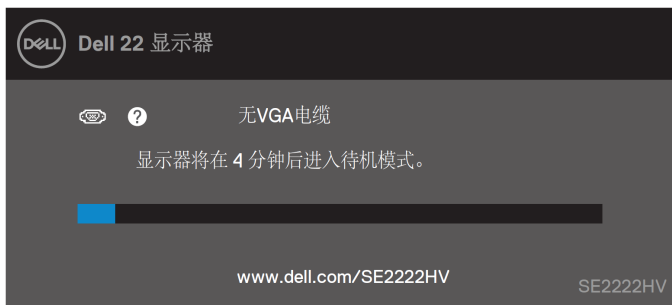 DELL
Dell 22 显示器
? 无VGA电缆
显示器将在 4 分钟后进入待机模式。
www.dell.com/SE2222HV
SE2222HV